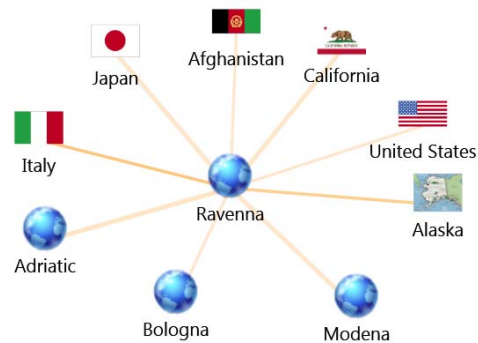 Afghanistan
Japan
California
United States
Italy
Ravenna
Alaska
Adriatic
Bologna
Modena